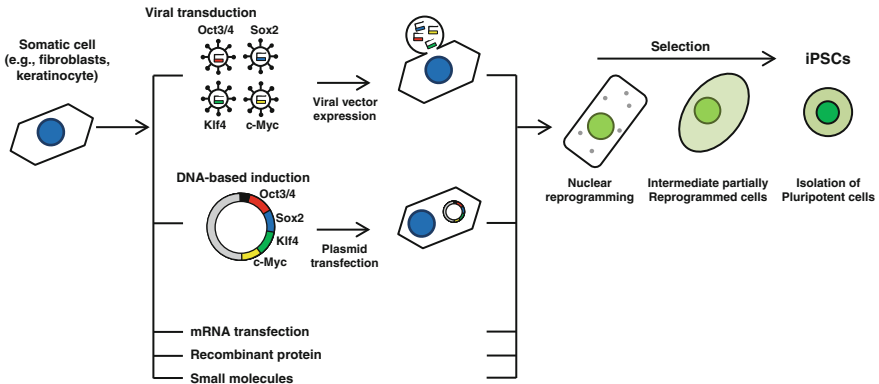 Somatic cell
(e.g., fibroblasts,
keratinocyte)
Viral transduction
Oct3/4 Sox2
Klf4 c-Myc
Viral vector
expression
DNA-based induction
Oct3/4
Sox2
Klf4
c-Myc
Plasmid
transfection
mRNA transfection
Recombinant protein
Small molecules
Selection
iPSCs
Nuclear
reprogramming
Intermediate partially
Reprogrammed cells
Isolation of
Pluripotent cells